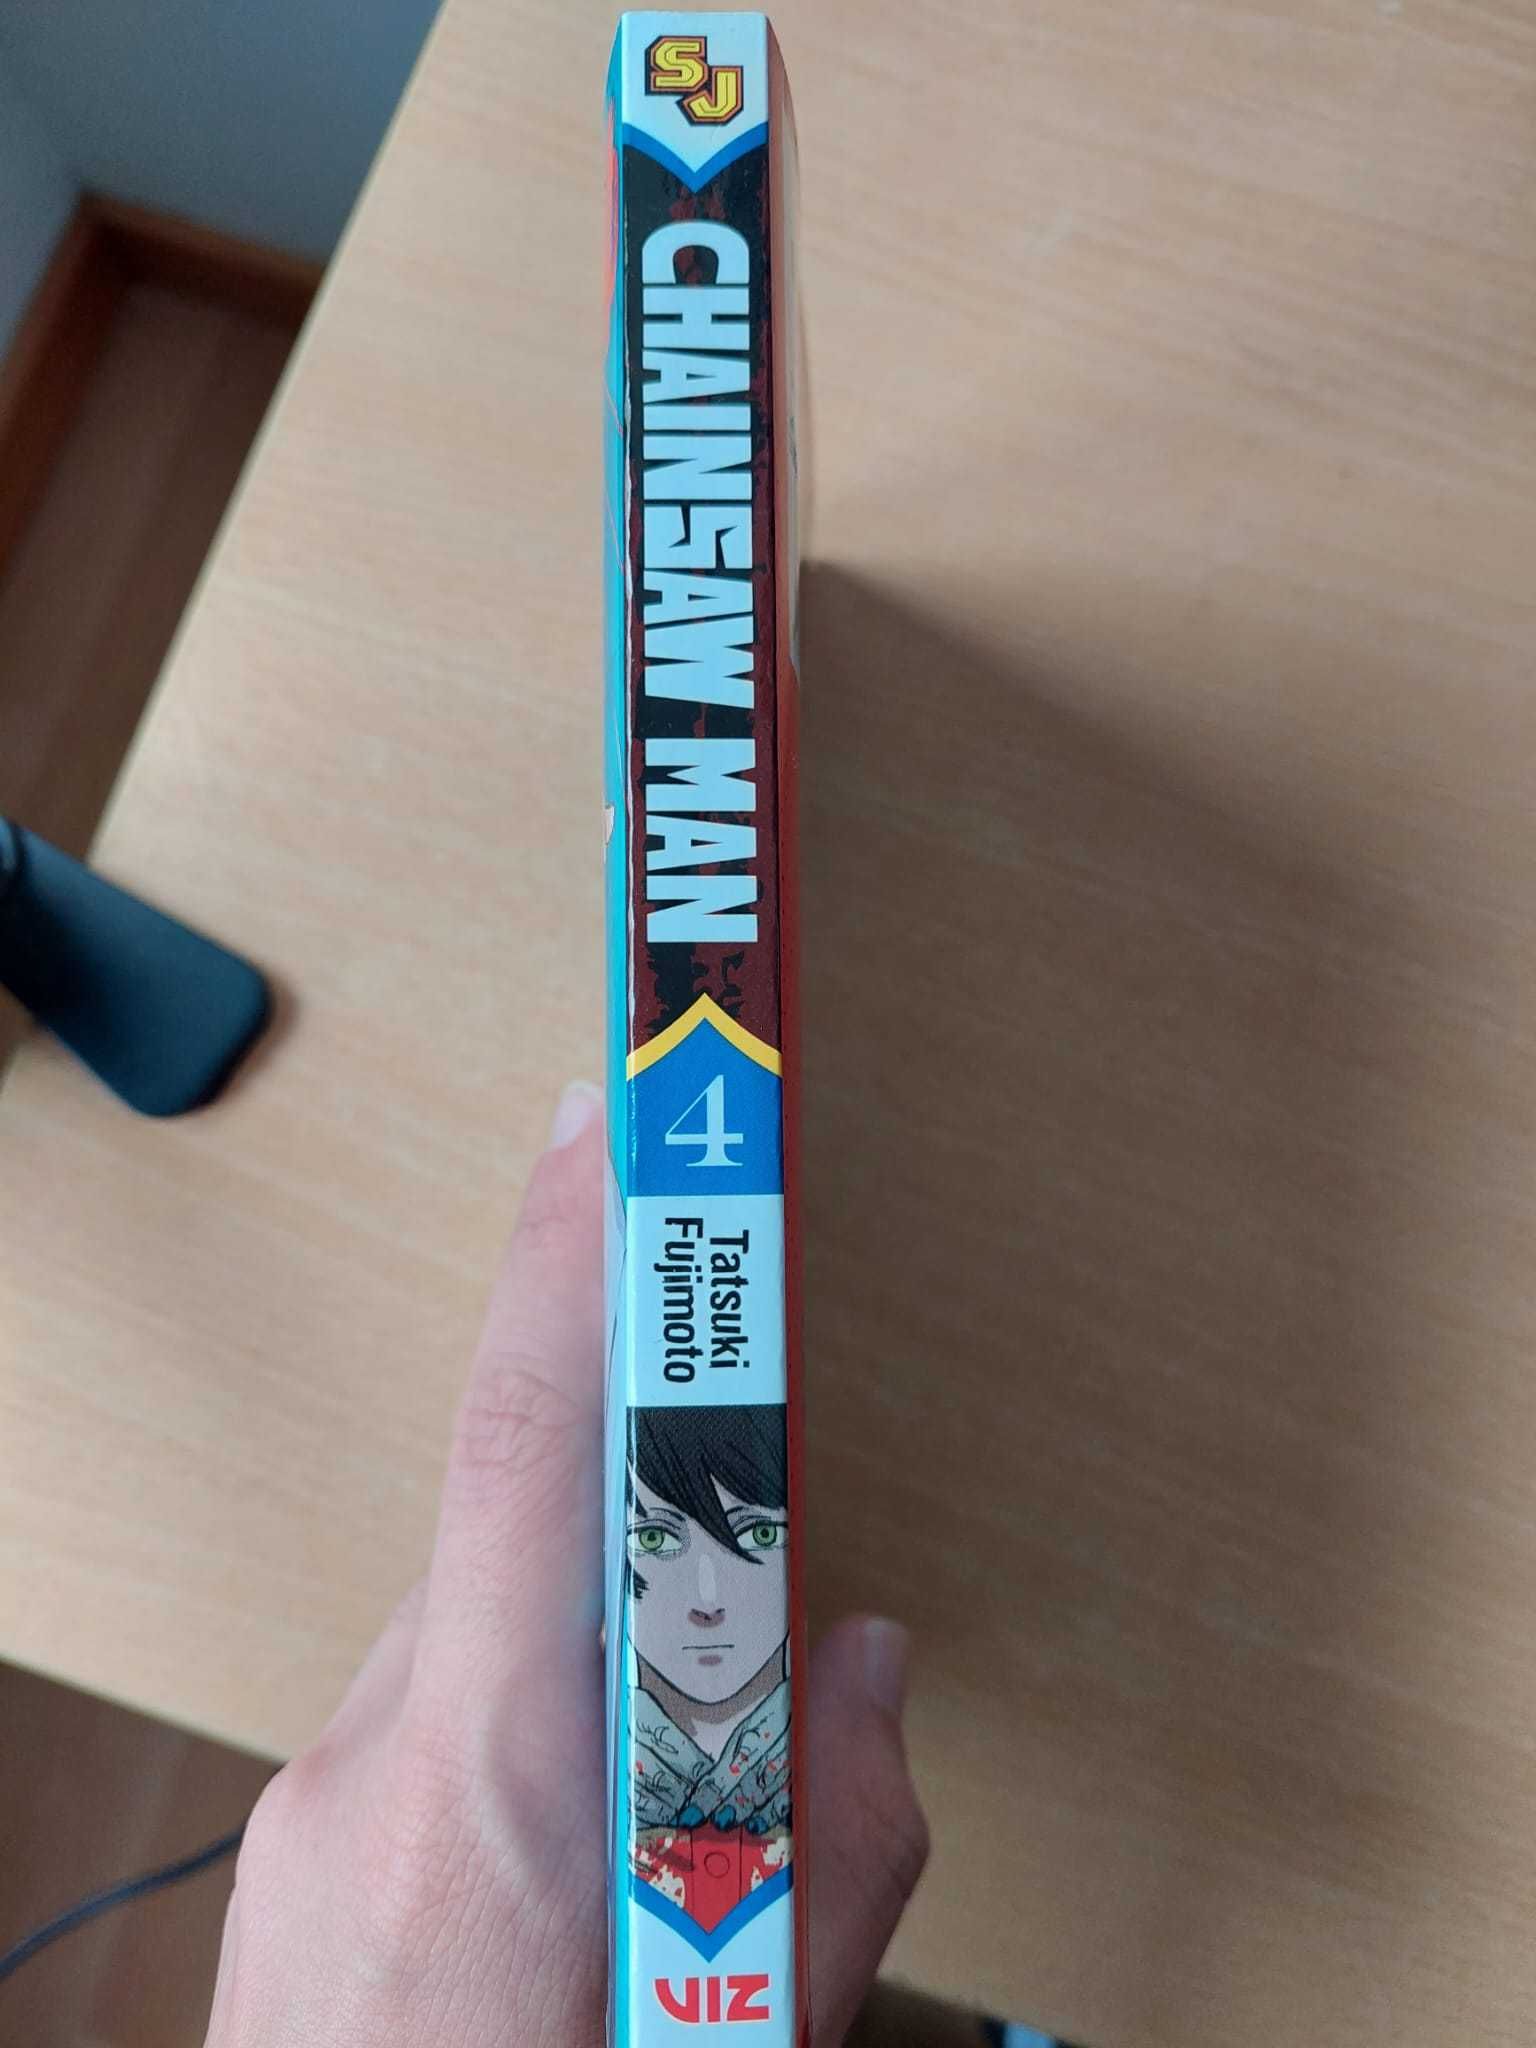 SJ
CHAINSAW MAN
4
Tatsuki
Fujimoto
VIZ